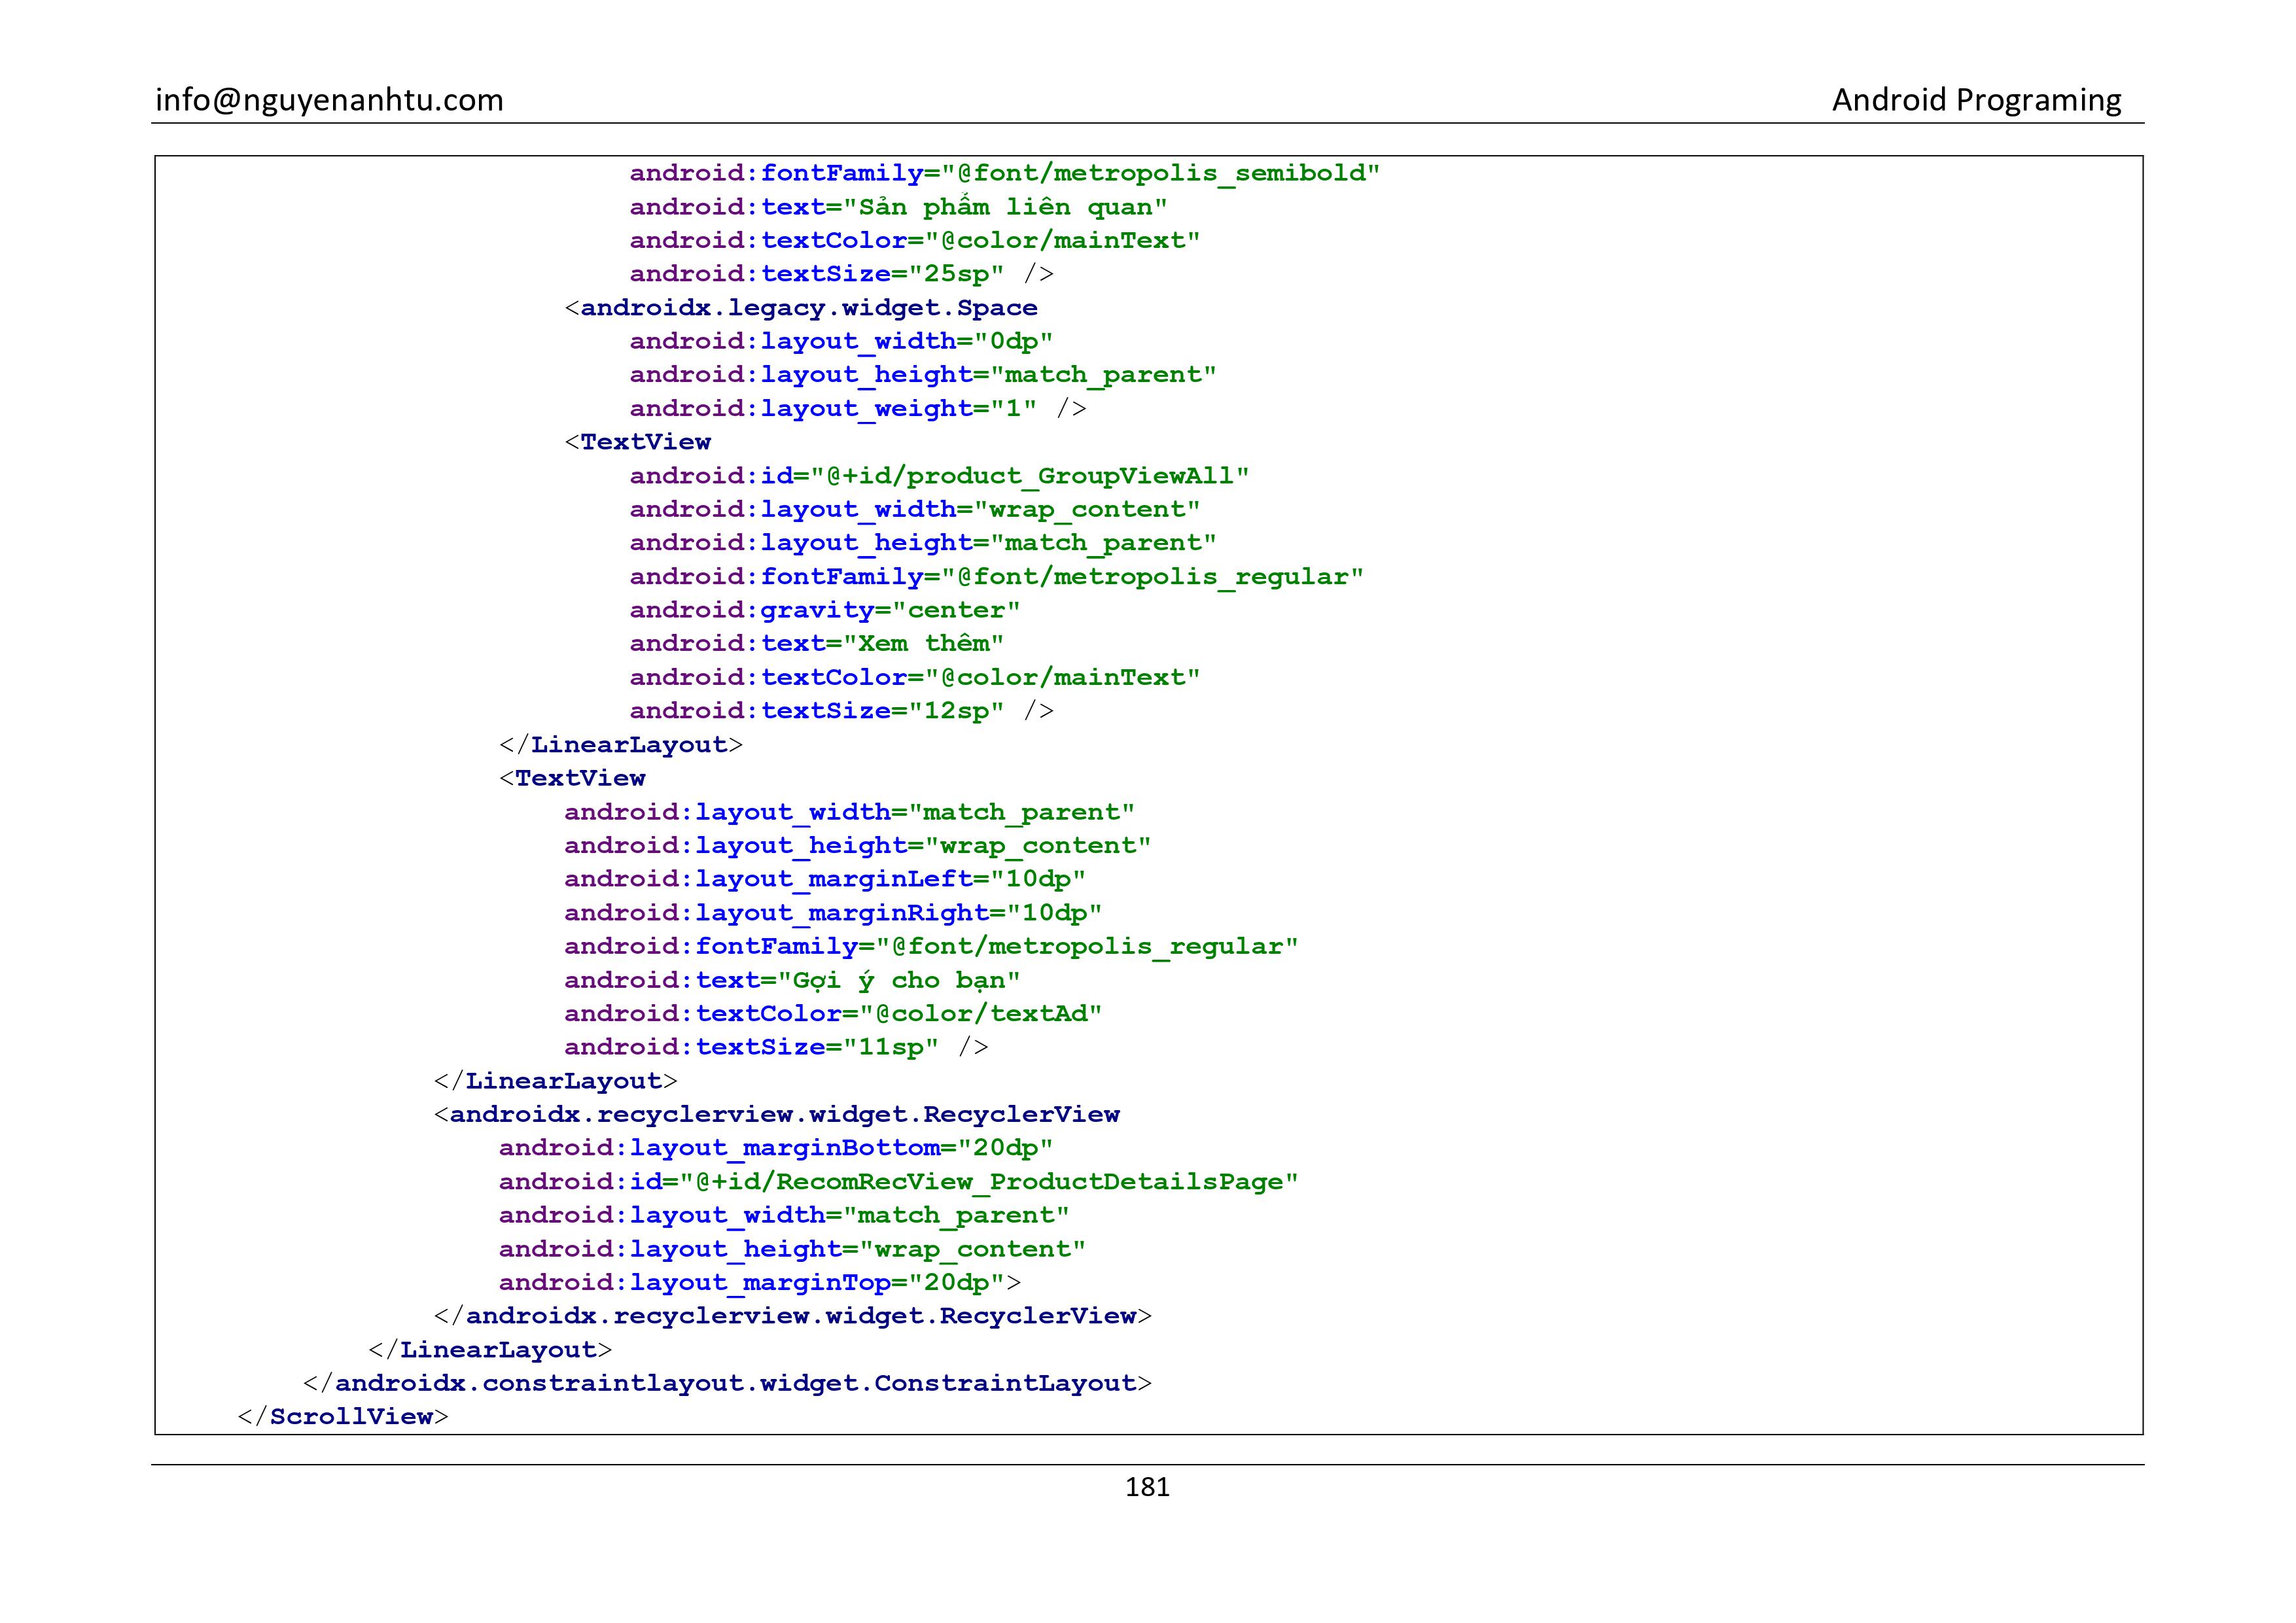 info@nguyenanhtu.com Android Programing
android:fontFamily="@font/metropolis_semibold"
android:text="Sản phẩm liên quan"
android:textColor="@color/mainText"
android:textSize="25sp" />
<androidx.legacy.widget.Space
android:layout_width="0dp"
android:layout_height="match_parent"
android:layout_weight="1" />
<TextView
android:id="@+id/product_GroupViewAll"
android:layout_width="wrap_content"
android:layout_height="match_parent"
android:fontFamily="@font/metropolis_regular"
android:gravity="center"
android:text="Xem thêm"
android:textColor="@color/mainText"
android:textSize="12sp" />
</LinearLayout>
<TextView
android:layout_width="match_parent"
android:layout_height="wrap_content"
android:layout_marginLeft="10dp"
android:layout_marginRight="10dp"
android:fontFamily="@font/metropolis_regular"
android:text="Gợi ý cho bạn"
android:textColor="@color/textAd"
android:textSize="11sp" />
</LinearLayout>
<androidx.recyclerview.widget.RecyclerView
android:layout_marginBottom="20dp"
android:id="@+id/RecomRecView_ProductDetailsPage"
android:layout_width="match_parent"
android:layout_height="wrap_content"
android:layout_marginTop="20dp">
</androidx.recyclerview.widget.RecyclerView>
</LinearLayout>
</androidx.constraintlayout.widget.ConstraintLayout>
</ScrollView>
181